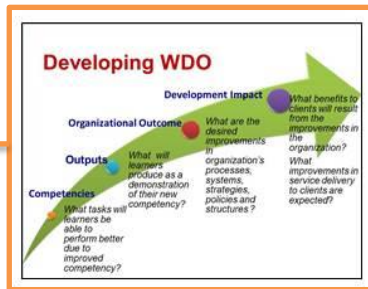 Developing WDO
Development Impact
What benefits to
clients will result
from the
improvements in
the
organization?
What
improvements in
service delivery
to clients are
expected?
Organizational Outcome
What are the
desired
improvements
in
organization's
processes,
systems,
strategies,
policies and
structures ?
Outputs
What will
learners
produce as a
demonstration
of their new
competency?
Competencies
What tasks will
learners be
able to
perform better
due to
improved
competency?